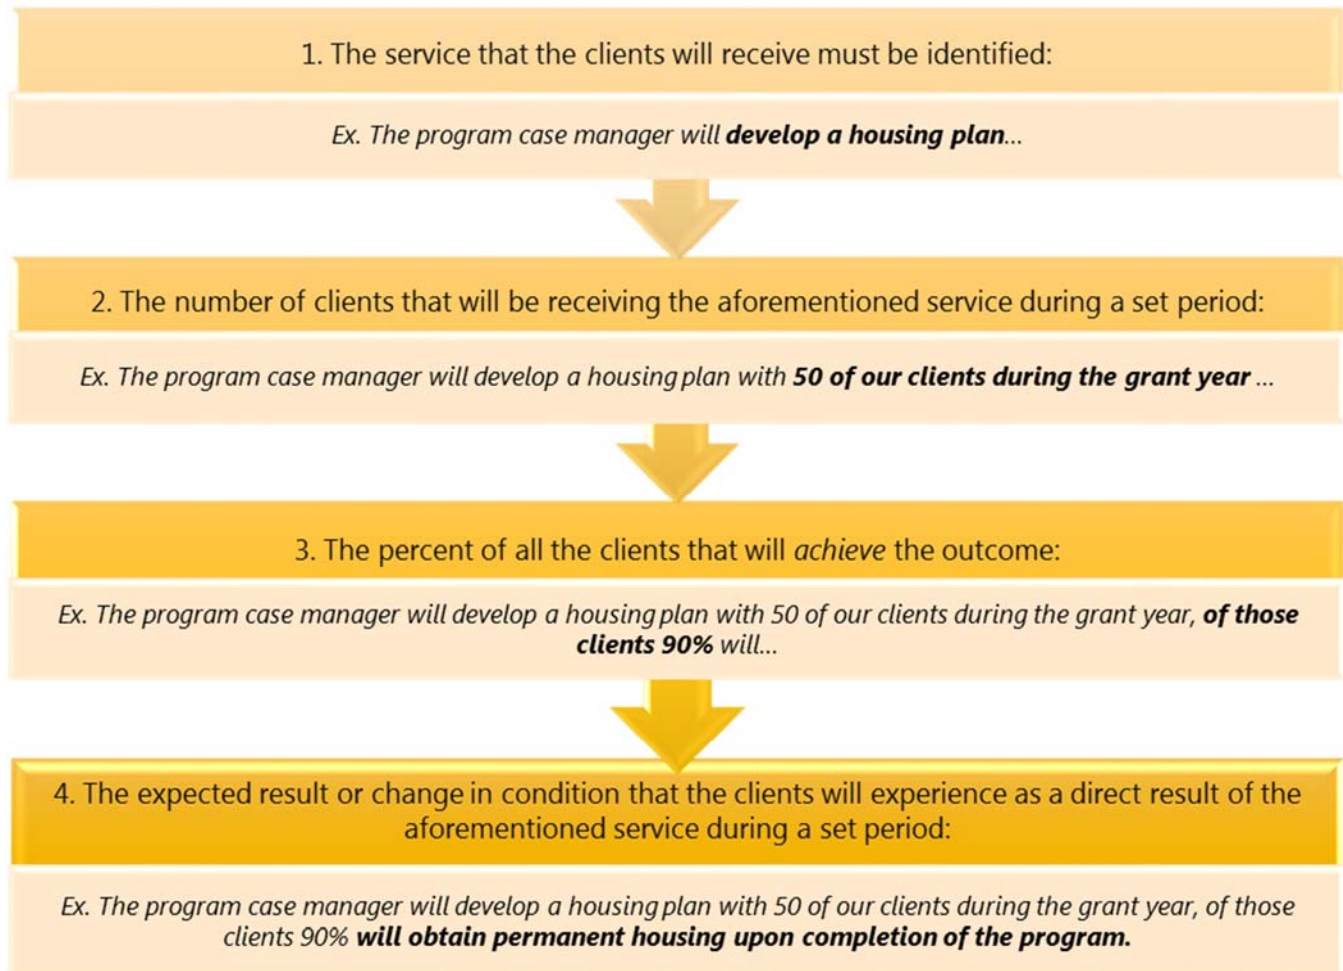 1. The service that the clients will receive must be identified:
Ex. The program case manager will develop a housing plan...
2. The number of clients that will be receiving the aforementioned service during a set period:
Ex. The program case manager will develop a housing plan with 50 of our clients during the grant year ...
3. The percent of all the clients that will achieve the outcome:
Ex. The program case manager will develop a housing plan with 50 of our clients during the grant year, of those
clients 90% will...
4. The expected result or change in condition that the clients will experience as a direct result of the
aforementioned service during a set period:
Ex. The program case manager will develop a housing plan with 50 of our clients during the grant year, of those
clients 90% will obtain permanent housing upon completion of the program.